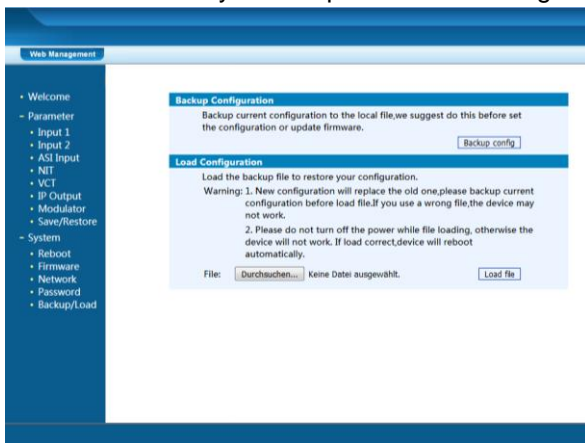 Web Management
• Welcome
– Parameter
• Input 1
• Input 2
• ASI Input
• NIT
• VCT
• IP Output
• Modulator
• Save/Restore
– System
• Reboot
• Firmware
• Network
• Password
• Backup/Load
Backup Configuration
Backup current configuration to the local file,we suggest do this before set
the configuration or update firmware.
Backup config
Load Configuration
Load the backup file to restore your configuration.
Warning: 1. New configuration will replace the old one,please backup current
configuration before load file.If you use a wrong file,the device may
not work.
2. Please do not turn off the power while file loading, otherwise the
device will not work. If load correct,device will reboot
automatically.
File: Durchsuchen... Keine Datei ausgewählt. Load file